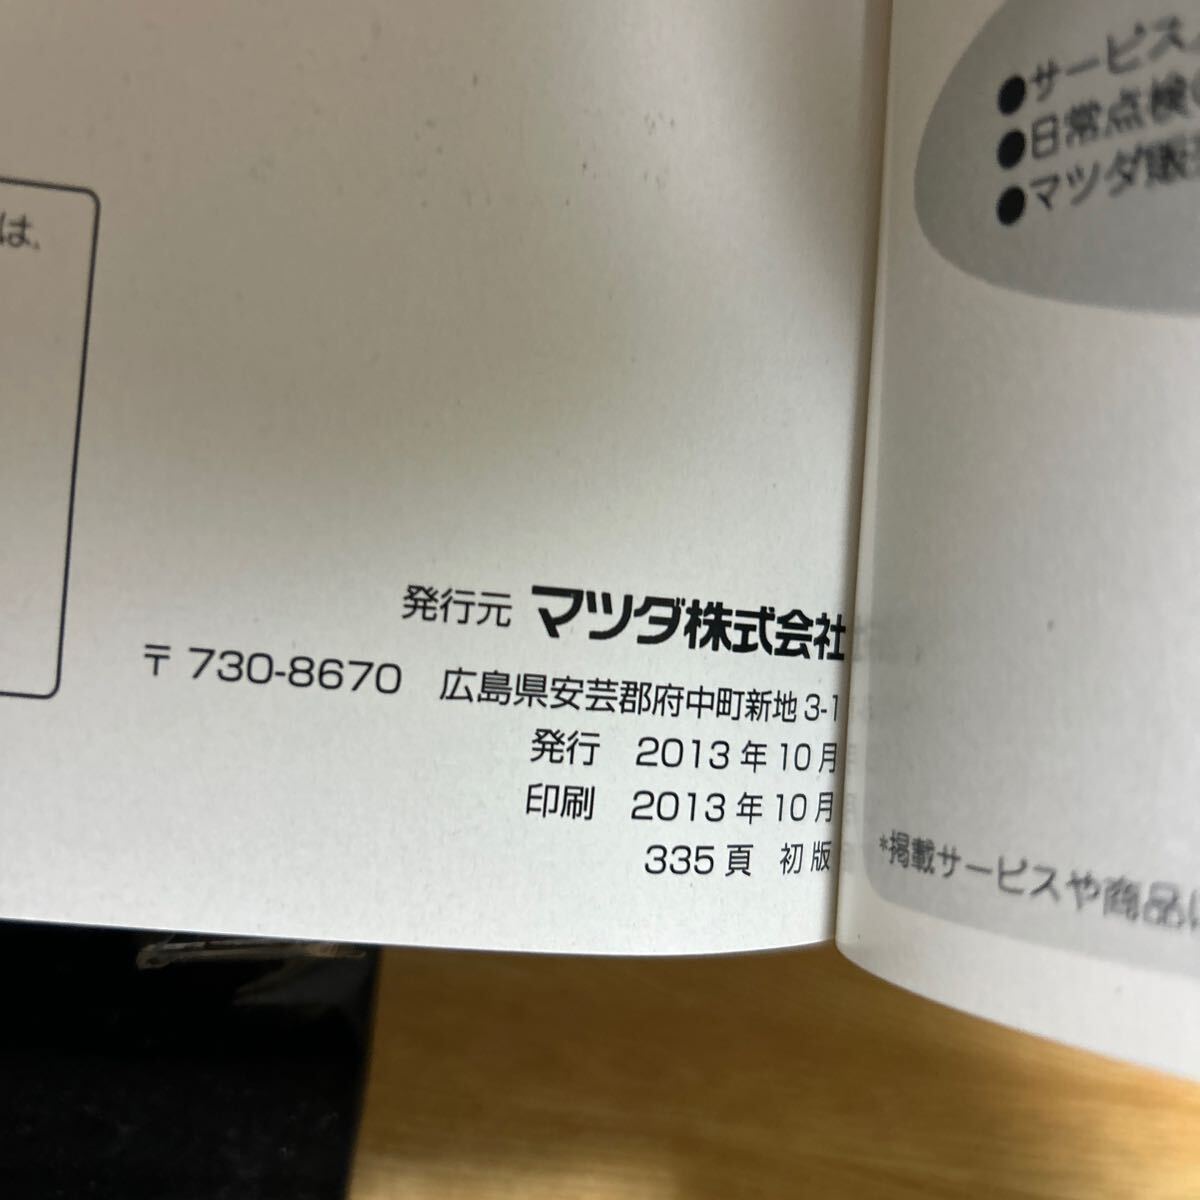 は、
発行元 マツダ株式会社
〒730-8670 広島県安芸郡府中町新地 3-1
発行 2013 年 10 月
印刷 2013 年 10 月
335 頁 初版
●サービス
●日常点検
●マツダ販
*掲載サービスや商品